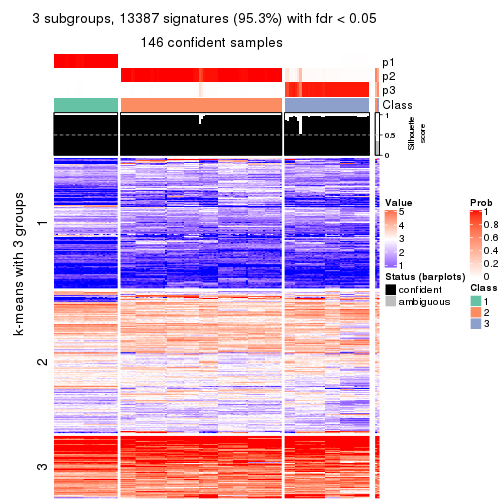 3 subgroups, 13387 signatures (95.3%) with fdr < 0.05
146 confident samples
p1
p2
p3
Class
1
0.5
0
Silhouette
score
k-means with 3 groups
1
2
3
Value
5
4
3
2
1
Status (barplots)
confident
ambiguous
Prob
1
0.8
0.6
0.4
0.2
0
Class
1
2
3